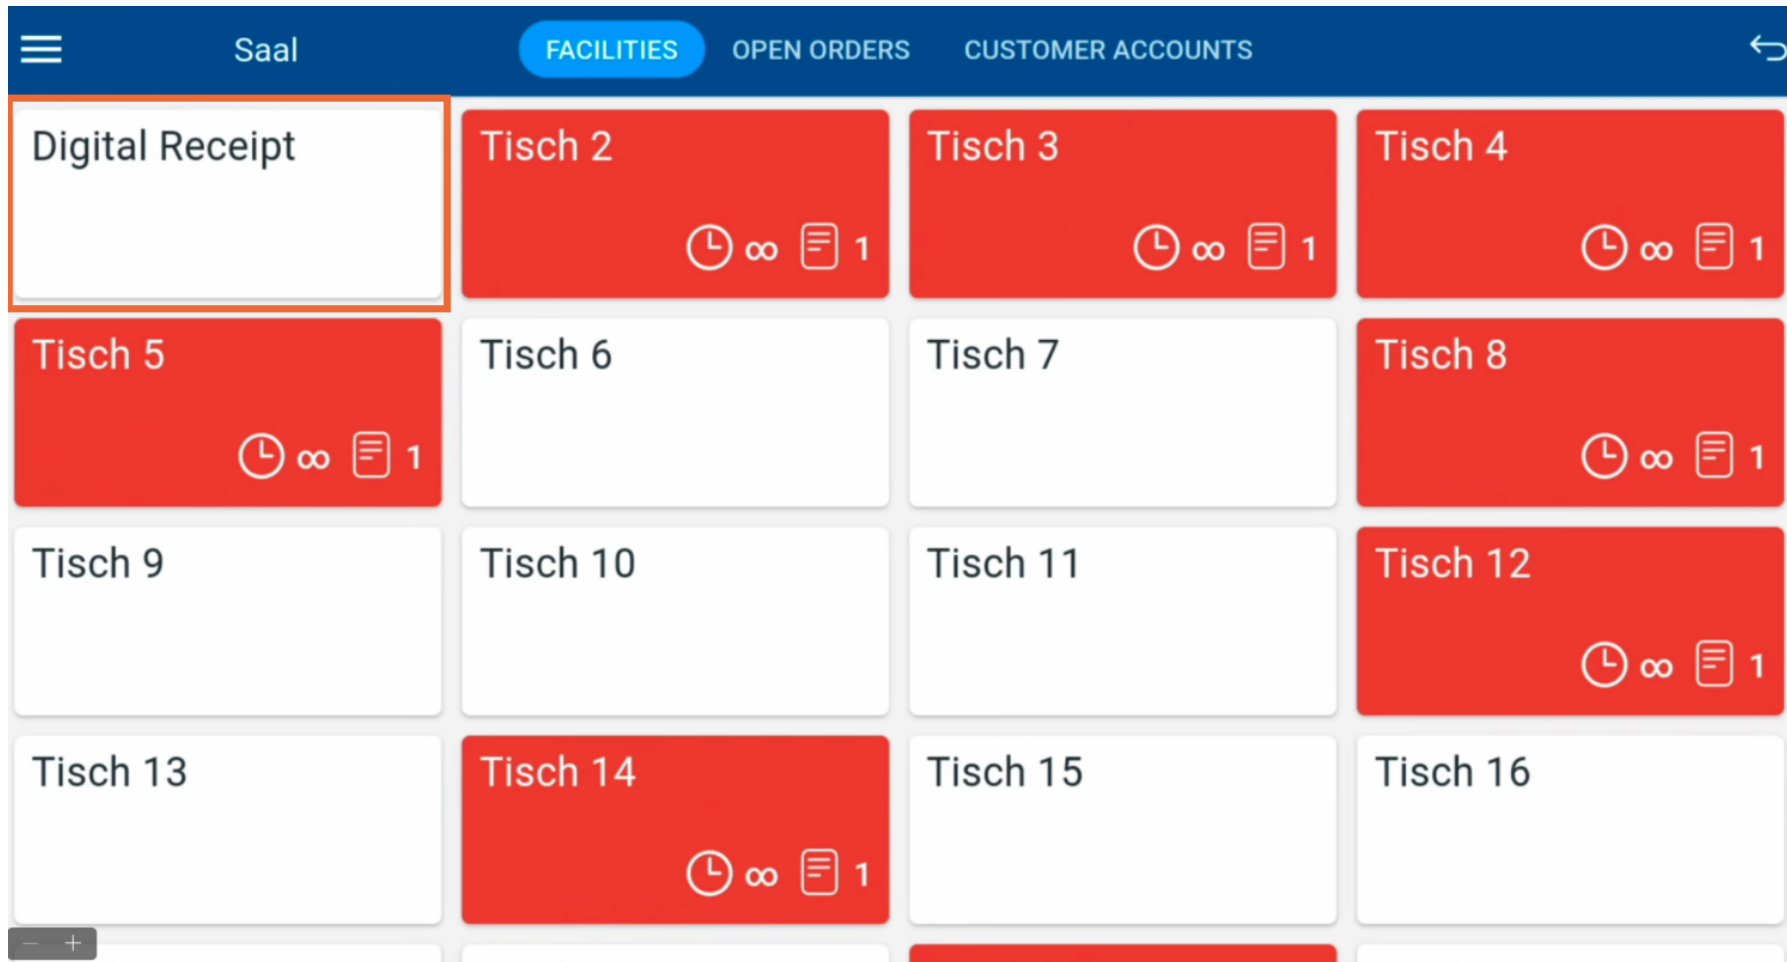 Saal FACILITIES OPEN ORDERS CUSTOMER ACCOUNTS
Digital Receipt
Tisch 2
∞ 1
Tisch 3
∞ 1
Tisch 4
∞ 1
Tisch 5
∞ 1
Tisch 6
Tisch 7
Tisch 8
∞ 1
Tisch 9
Tisch 10
Tisch 11
Tisch 12
∞ 1
Tisch 13
Tisch 14
∞ 1
Tisch 15
Tisch 16
− +